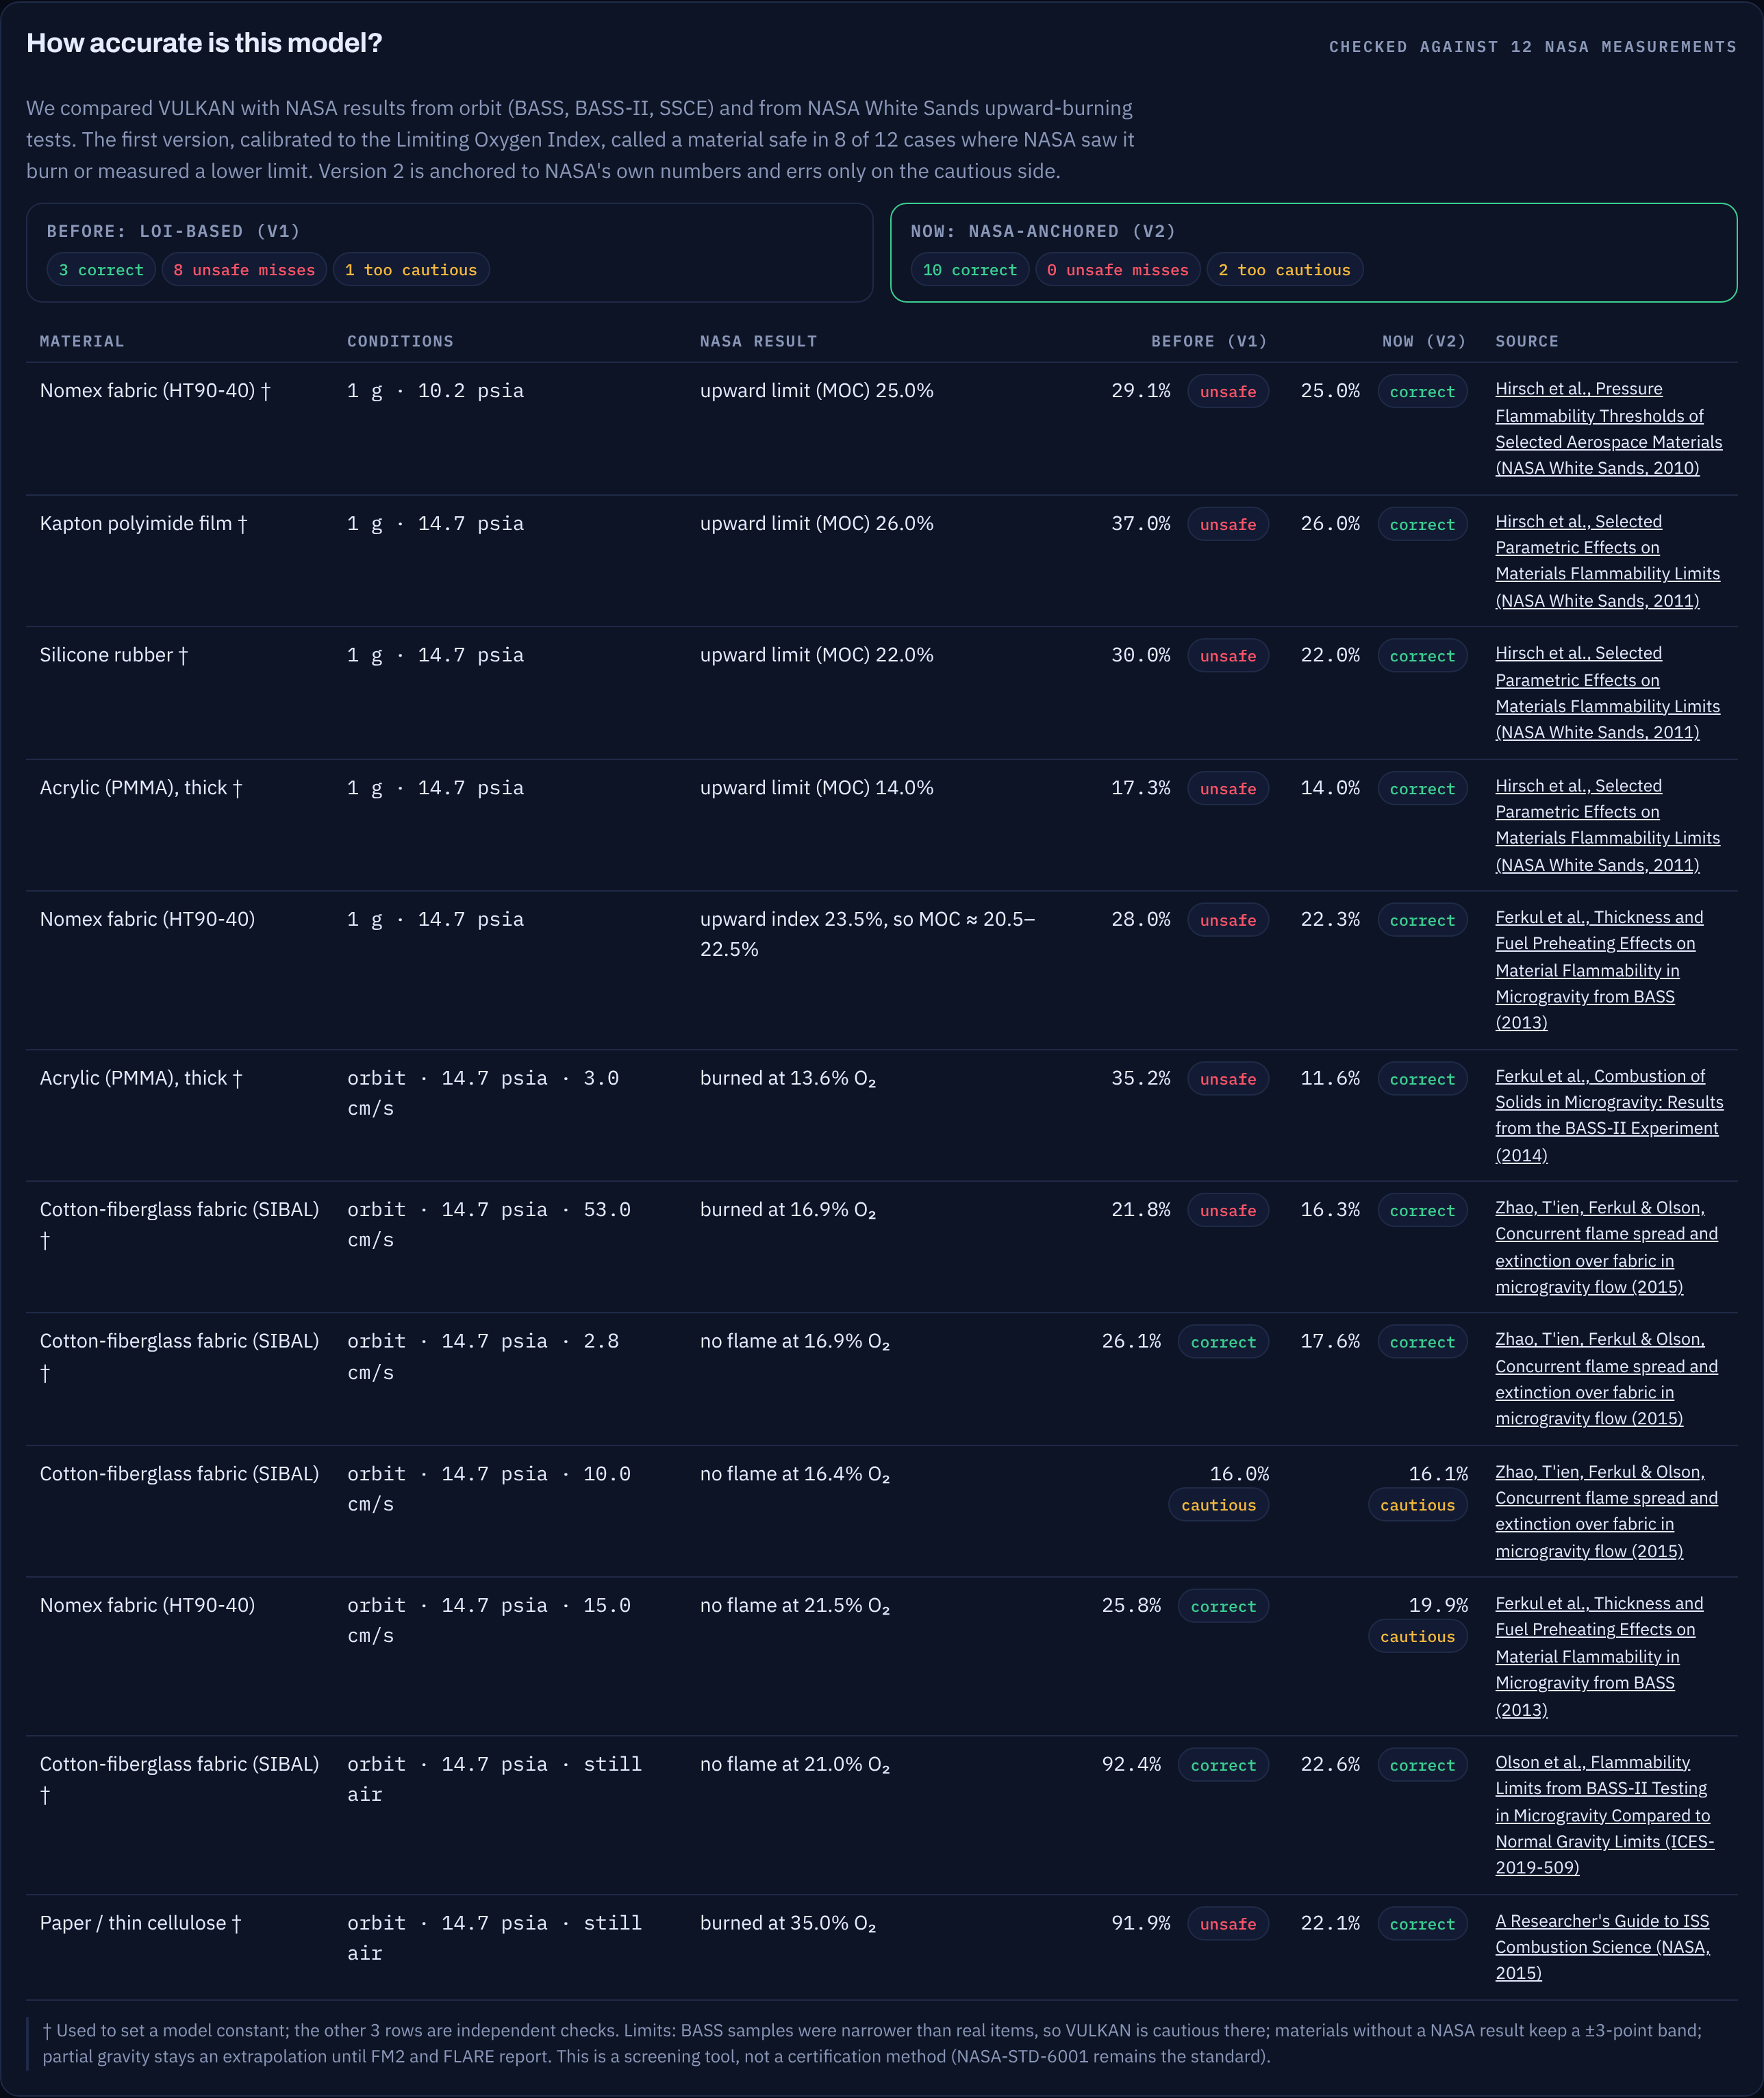 How accurate is this model?
CHECKED AGAINST 12 NASA MEASUREMENTS
We compared VULKAN with NASA results from orbit (BASS, BASS-II, SSCE) and from NASA White Sands upward-burning
tests. The first version, calibrated to the Limiting Oxygen Index, called a material safe in 8 of 12 cases where NASA saw it
burn or measured a lower limit. Version 2 is anchored to NASA's own numbers and errs only on the cautious side.
BEFORE: LOI-BASED (V1)
3 correct 8 unsafe misses 1 too cautious
NOW: NASA-ANCHORED (V2)
10 correct 0 unsafe misses 2 too cautious
MATERIAL CONDITIONS NASA RESULT BEFORE (V1) NOW (V2) SOURCE
Nomex fabric (HT90-40) † 1 g · 10.2 psia upward limit (MOC) 25.0% 29.1% unsafe 25.0% correct Hirsch et al., Pressure
Flammability Thresholds of
Selected Aerospace Materials
(NASA White Sands, 2010)
Kapton polyimide film † 1 g · 14.7 psia upward limit (MOC) 26.0% 37.0% unsafe 26.0% correct Hirsch et al., Selected
Parametric Effects on
Materials Flammability Limits
(NASA White Sands, 2011)
Silicone rubber † 1 g · 14.7 psia upward limit (MOC) 22.0% 30.0% unsafe 22.0% correct Hirsch et al., Selected
Parametric Effects on
Materials Flammability Limits
(NASA White Sands, 2011)
Acrylic (PMMA), thick † 1 g · 14.7 psia upward limit (MOC) 14.0% 17.3% unsafe 14.0% correct Hirsch et al., Selected
Parametric Effects on
Materials Flammability Limits
(NASA White Sands, 2011)
Nomex fabric (HT90-40) 1 g · 14.7 psia upward index 23.5%, so MOC ≈ 20.5– 28.0% unsafe 22.3% correct Ferkul et al., Thickness and
22.5% Fuel Preheating Effects on
Material Flammability in
Microgravity from BASS
(2013)
Acrylic (PMMA), thick † orbit · 14.7 psia · 3.0 burned at 13.6% O₂ 35.2% unsafe 11.6% correct Ferkul et al., Combustion of
cm/s Solids in Microgravity: Results
from the BASS-II Experiment
(2014)
Cotton-fiberglass fabric (SIBAL) orbit · 14.7 psia · 53.0 burned at 16.9% O₂ 21.8% unsafe 16.3% correct Zhao, T'ien, Ferkul & Olson,
† cm/s Concurrent flame spread and
extinction over fabric in
microgravity flow (2015)
Cotton-fiberglass fabric (SIBAL) orbit · 14.7 psia · 2.8 no flame at 16.9% O₂ 26.1% correct 17.6% correct Zhao, T'ien, Ferkul & Olson,
† cm/s Concurrent flame spread and
extinction over fabric in
microgravity flow (2015)
Cotton-fiberglass fabric (SIBAL) orbit · 14.7 psia · 10.0 no flame at 16.4% O₂ 16.0% 16.1% Zhao, T'ien, Ferkul & Olson,
cm/s cautious cautious Concurrent flame spread and
extinction over fabric in
microgravity flow (2015)
Nomex fabric (HT90-40) orbit · 14.7 psia · 15.0 no flame at 21.5% O₂ 25.8% correct 19.9% Ferkul et al., Thickness and
cm/s cautious Fuel Preheating Effects on
Material Flammability in
Microgravity from BASS
(2013)
Cotton-fiberglass fabric (SIBAL) orbit · 14.7 psia · still no flame at 21.0% O₂ 92.4% correct 22.6% correct Olson et al., Flammability
† air Limits from BASS-II Testing
in Microgravity Compared to
Normal Gravity Limits (ICES-
2019-509)
Paper / thin cellulose † orbit · 14.7 psia · still burned at 35.0% O₂ 91.9% unsafe 22.1% correct A Researcher's Guide to ISS
air Combustion Science (NASA,
2015)
† Used to set a model constant; the other 3 rows are independent checks. Limits: BASS samples were narrower than real items, so VULKAN is cautious there; materials without a NASA result keep a ±3-point band;
partial gravity stays an extrapolation until FM2 and FLARE report. This is a screening tool, not a certification method (NASA-STD-6001 remains the standard).